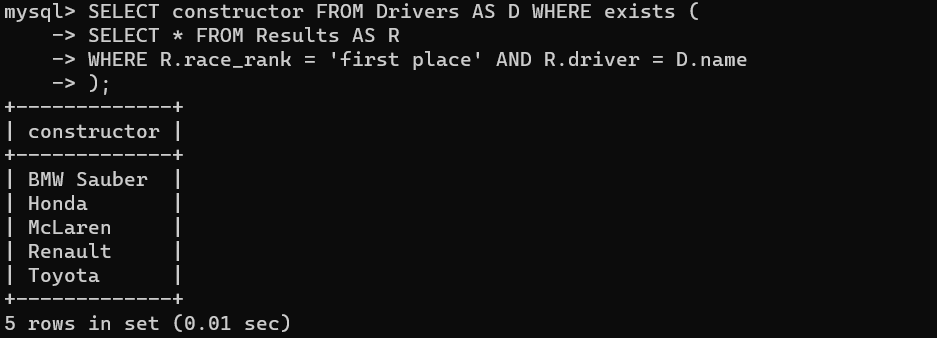 mysql> SELECT constructor FROM Drivers AS D WHERE exists (
    -> SELECT * FROM Results AS R
    -> WHERE R.race_rank = 'first place' AND R.driver = D.name
    -> );
+-------------+
| constructor |
+-------------+
| BMW Sauber  |
| Honda       |
| McLaren     |
| Renault     |
| Toyota      |
+-------------+
5 rows in set (0.01 sec)